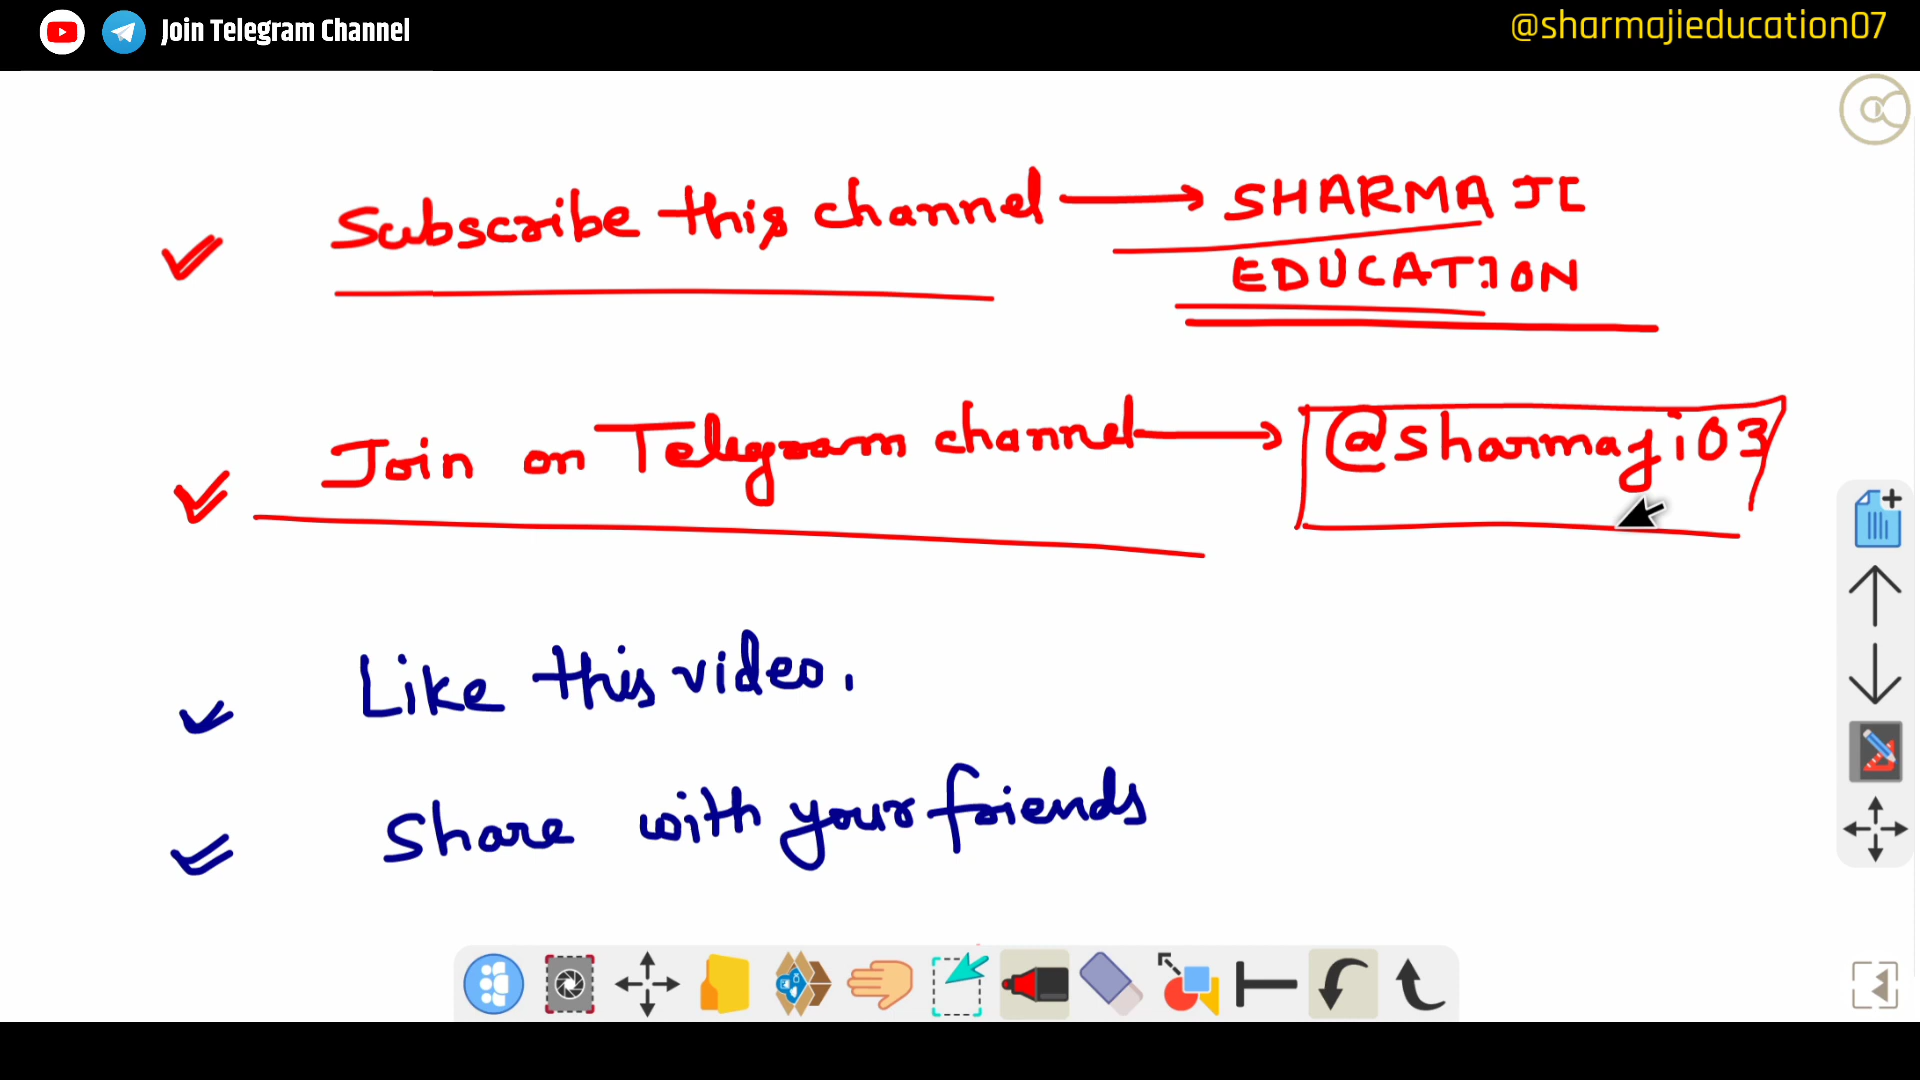 Join Telegram Channel @sharmajieducation07
Subscribe this channel → SHARMA JI
EDUCATION
Join on Telegram channel → @sharmaji03
Like this video.
Share with your friends